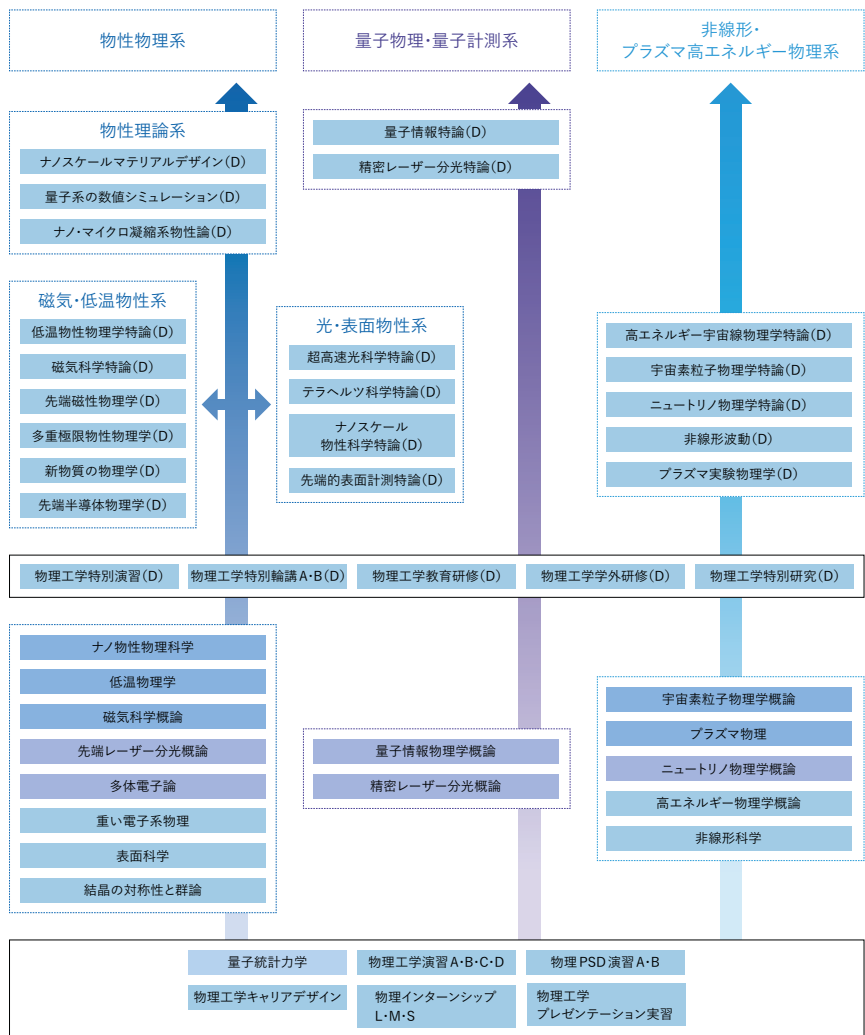 物性物理系
量子物理・量子計測系
非線形・
プラズマ高エネルギー物理系
物性理論系
ナノスケールマテリアルデザイン(D)
量子系の数値シミュレーション(D)
ナノ・マイクロ凝縮系物性論(D)
量子情報特論(D)
精密レーザー分光特論(D)
磁気・低温物性系
低温物性物理学特論(D)
磁気科学特論(D)
先端磁性物理学(D)
多重極限物性物理学(D)
新物質の物理学(D)
先端半導体物理学(D)
光・表面物性系
超高速光科学特論(D)
テラヘルツ科学特論(D)
ナノスケール
物性科学特論(D)
先端的表面計測特論(D)
高エネルギー宇宙線物理学特論(D)
宇宙素粒子物理学特論(D)
ニュートリノ物理学特論(D)
非線形波動(D)
プラズマ実験物理学(D)
物理工学特別演習(D)
物理工学特別輪講A・B(D)
物理工学教育研修(D)
物理工学学外研修(D)
物理工学特別研究(D)
ナノ物性物理科学
低温物理学
磁気科学概論
先端レーザー分光概論
多体電子論
重い電子系物理
表面科学
結晶の対称性と群論
量子情報物理学概論
精密レーザー分光概論
宇宙素粒子物理学概論
プラズマ物理
ニュートリノ物理学概論
高エネルギー物理学概論
非線形科学
量子統計力学
物理工学演習A・B・C・D
物理PSD演習A・B
物理工学キャリアデザイン
物理インターンシップ
L・M・S
物理工学
プレゼンテーション実習